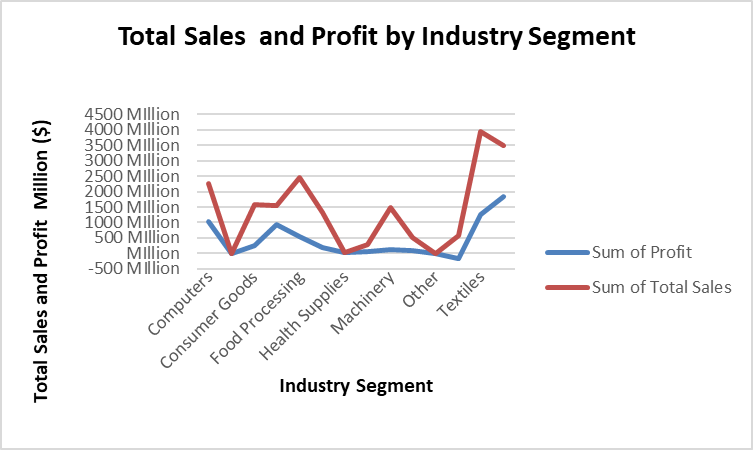 Total Sales  and Profit by Industry Segment
Total Sales and Profit  Million ($)
4500 MIllion
4000 MIllion
3500 MIllion
3000 MIllion
2500 MIllion
2000 MIllion
1500 MIllion
1000 MIllion
500 MIllion
MIllion
-500 MIllion
Computers
Consumer Goods
Food Processing
Health Supplies
Machinery
Other
Textiles
Industry Segment
Sum of Profit
Sum of Total Sales